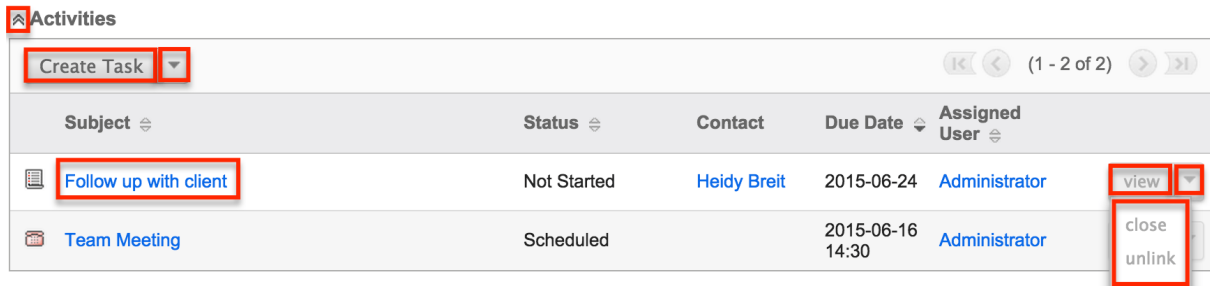 Activities
Create Task
(1 - 2 of 2)
Subject Status Contact Due Date Assigned User
Follow up with client Not Started Heidy Breit 2015-06-24 Administrator view
Team Meeting Scheduled 2015-06-16 14:30 Administrator
close
unlink